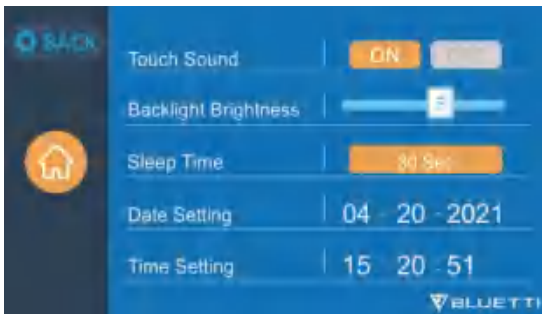 BACK
Touch Sound ON
Backlight Brightness
Sleep Time 30 Sec
Date Setting 04 - 20 - 2021
Time Setting 15 20 51
BLUETTI